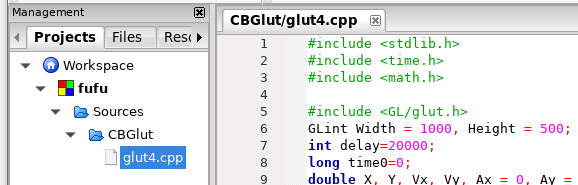 Management
Projects Files Resc
Workspace
fufu
Sources
CBGlut
glut4.cpp
CBGlut/glut4.cpp
1 #include <stdlib.h>
2 #include <time.h>
3 #include <math.h>
4
5 #include <GL/glut.h>
6 GLint Width = 1000, Height = 500;
7 int delay=20000;
8 long time0=0;
9 double X, Y, Vx, Vy, Ax = 0, Ay =